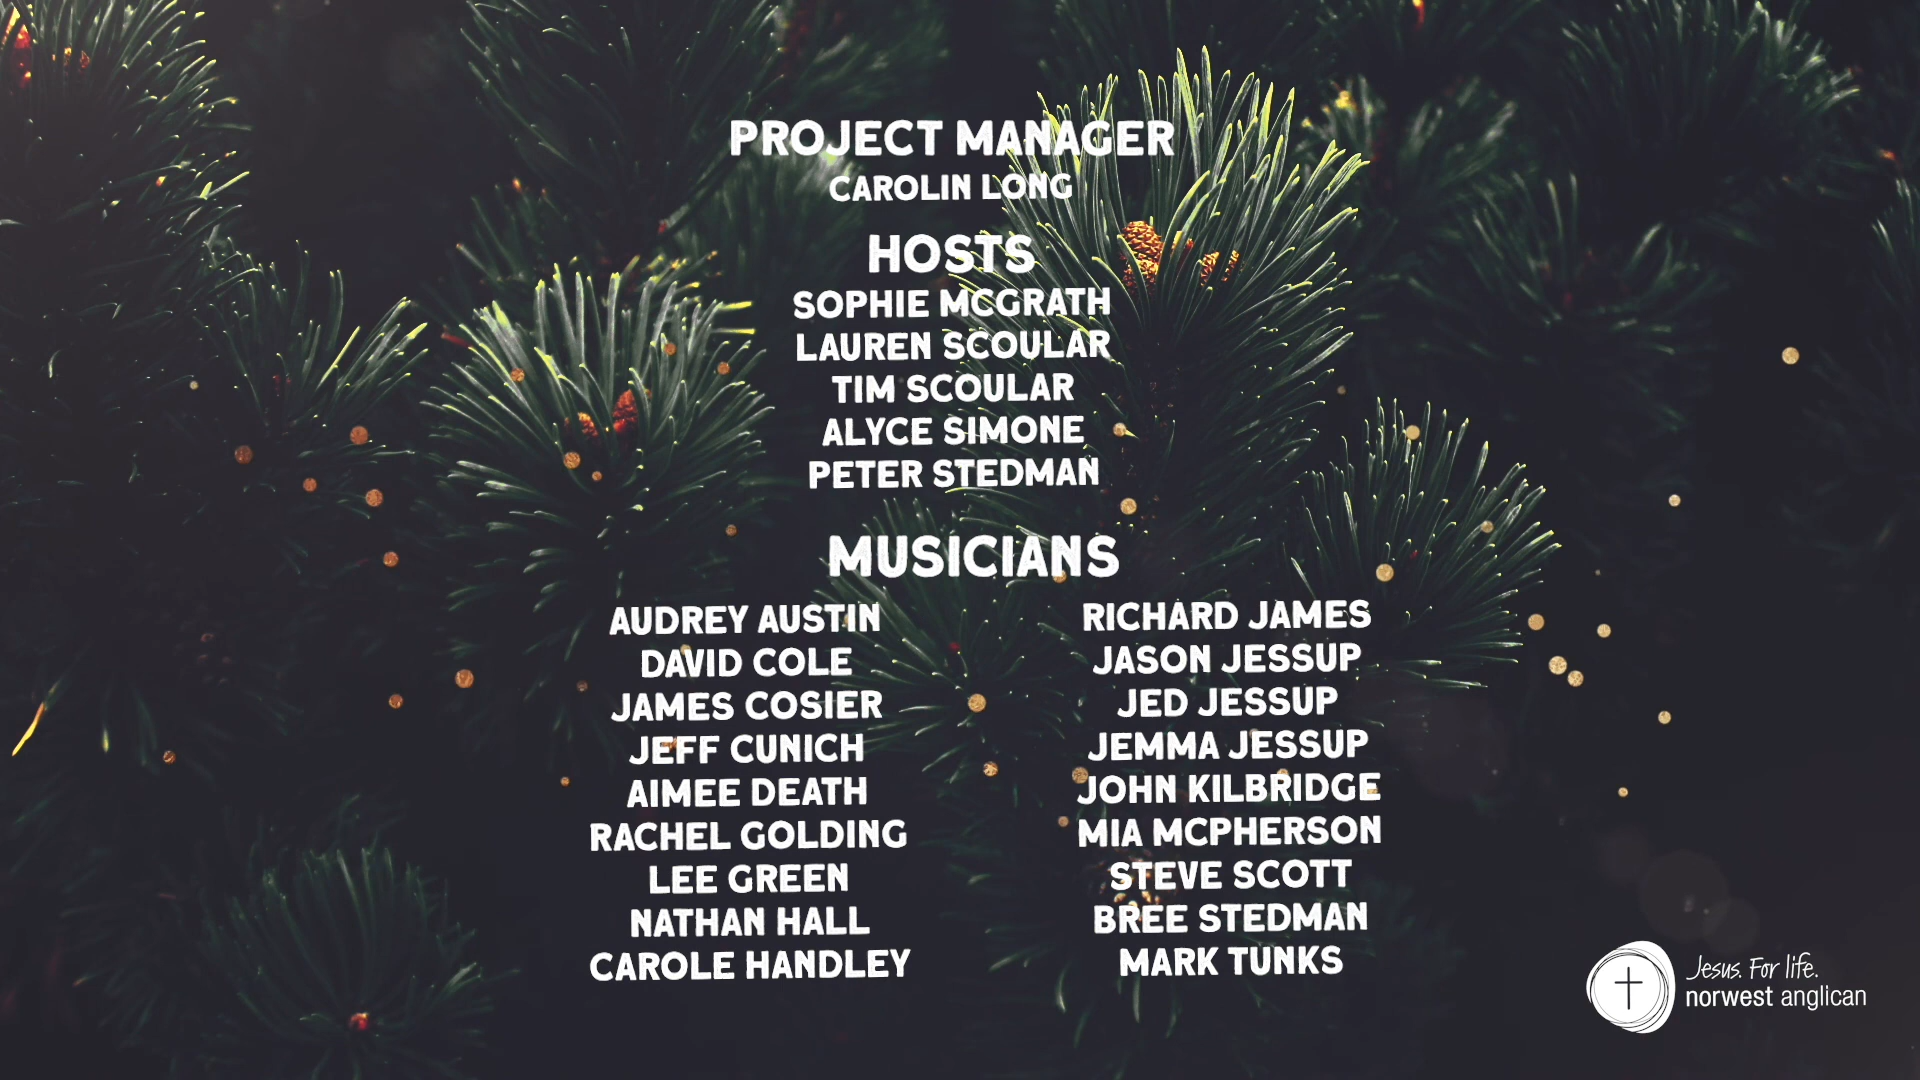 PROJECT MANAGER
CAROLIN LONG
HOSTS
SOPHIE MCGRATH
LAUREN SCOULAR
TIM SCOULAR
ALYCE SIMONE
PETER STEDMAN
MUSICIANS
AUDREY AUSTIN
DAVID COLE
JAMES COSIER
JEFF CUNICH
AIMEE DEATH
RACHEL GOLDING
LEE GREEN
NATHAN HALL
CAROLE HANDLEY
RICHARD JAMES
JASON JESSUP
JED JESSUP
JEMMA JESSUP
JOHN KILBRIDGE
MIA MCPHERSON
STEVE SCOTT
BREE STEDMAN
MARK TUNKS
Jesus. For life.
norwest anglican